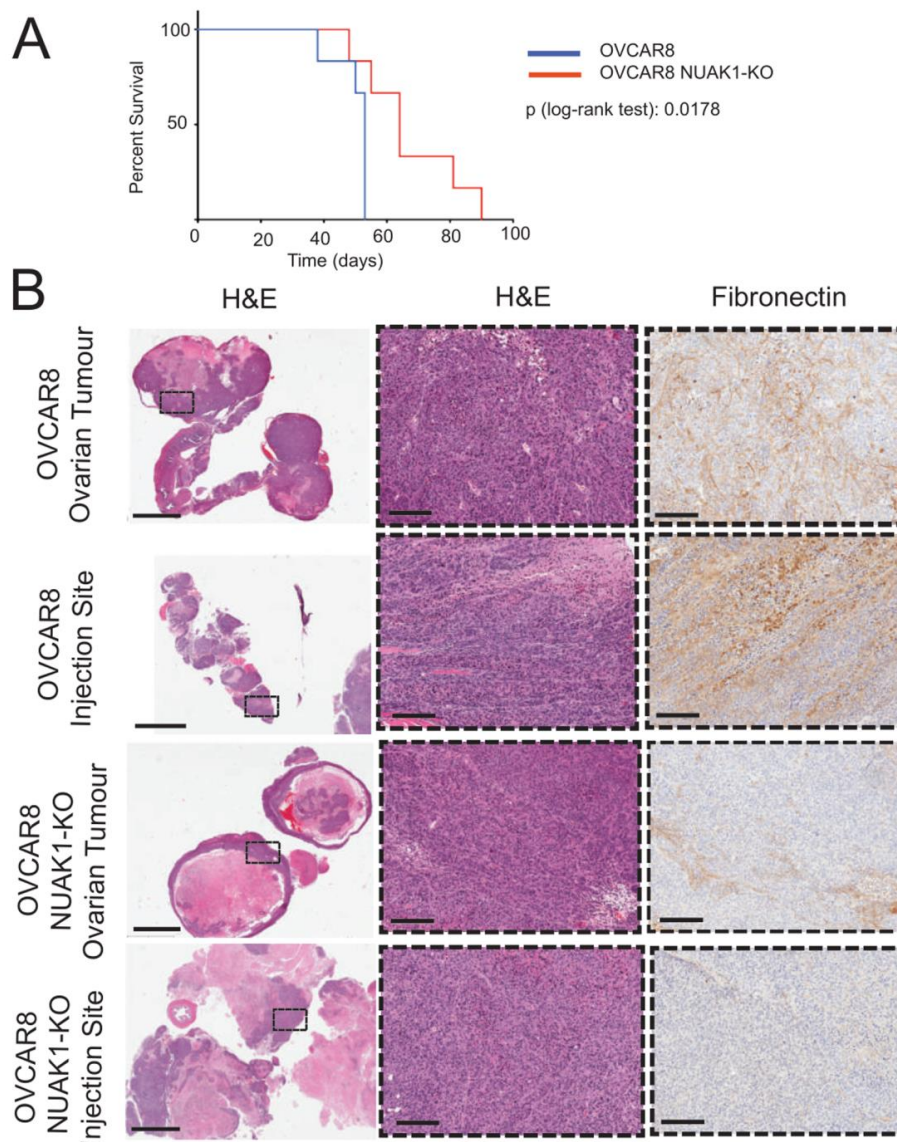 A
100
50
Percent Survival
0
20
40
60
80
100
Time (days)
OVCAR8
OVCAR8 NUAK1-KO
p (log-rank test): 0.0178
B
H&E
H&E
Fibronectin
OVCAR8
Ovarian Tumour
OVCAR8
Injection Site
OVCAR8
NUAK1-KO
Ovarian Tumour
OVCAR8
NUAK1-KO
Injection Site